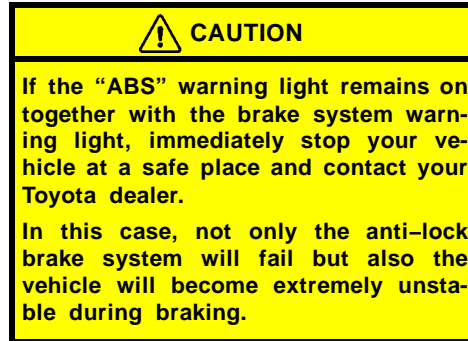 CAUTION
If the “ABS” warning light remains on
together with the brake system warn-
ing light, immediately stop your ve-
hicle at a safe place and contact your
Toyota dealer.
In this case, not only the anti–lock
brake system will fail but also the
vehicle will become extremely unsta-
ble during braking.